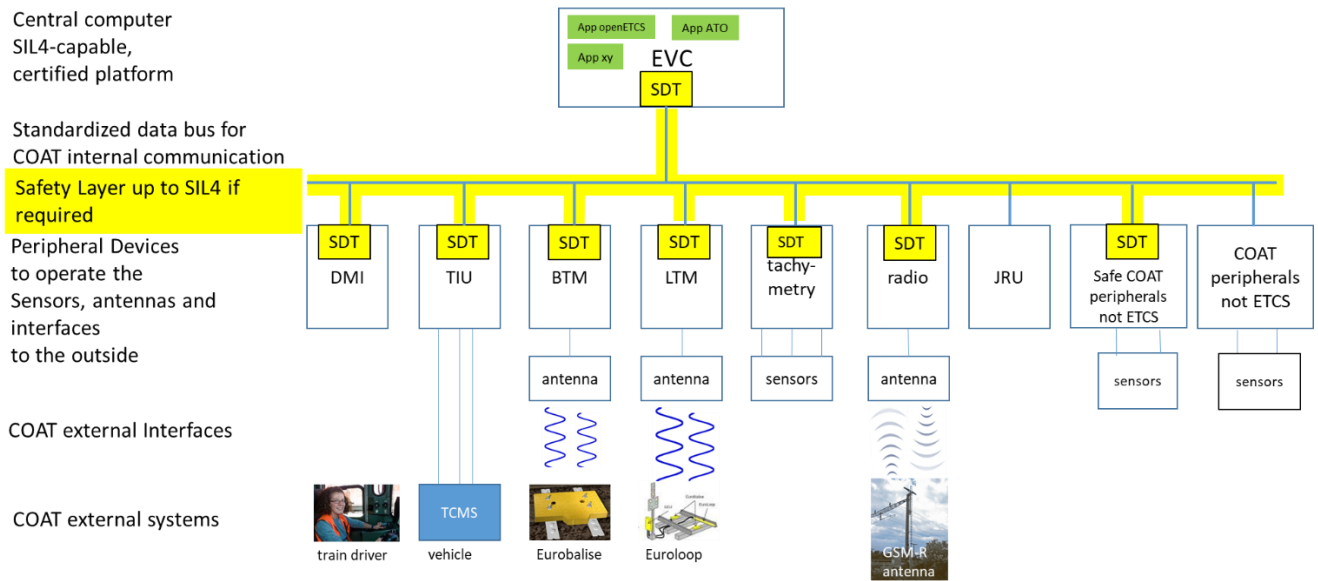 Central computer
SIL4-capable,
certified platform
App openETCS
App ATO
App xy
EVC
SDT
Standardized data bus for
COAT internal communication
Safety Layer up to SIL4 if
required
Peripheral Devices
to operate the
Sensors, antennas and
interfaces
to the outside
SDT
DMI
SDT
TIU
SDT
BTM
SDT
LTM
SDT
tachy-
metry
SDT
radio
JRU
SDT
Safe COAT
peripherals
not ETCS
COAT
peripherals
not ETCS
antenna
antenna
sensors
antenna
sensors
sensors
COAT external Interfaces
COAT external systems
train driver
TCMS
vehicle
Eurobalise
Euroloop
GSM-R
antenna